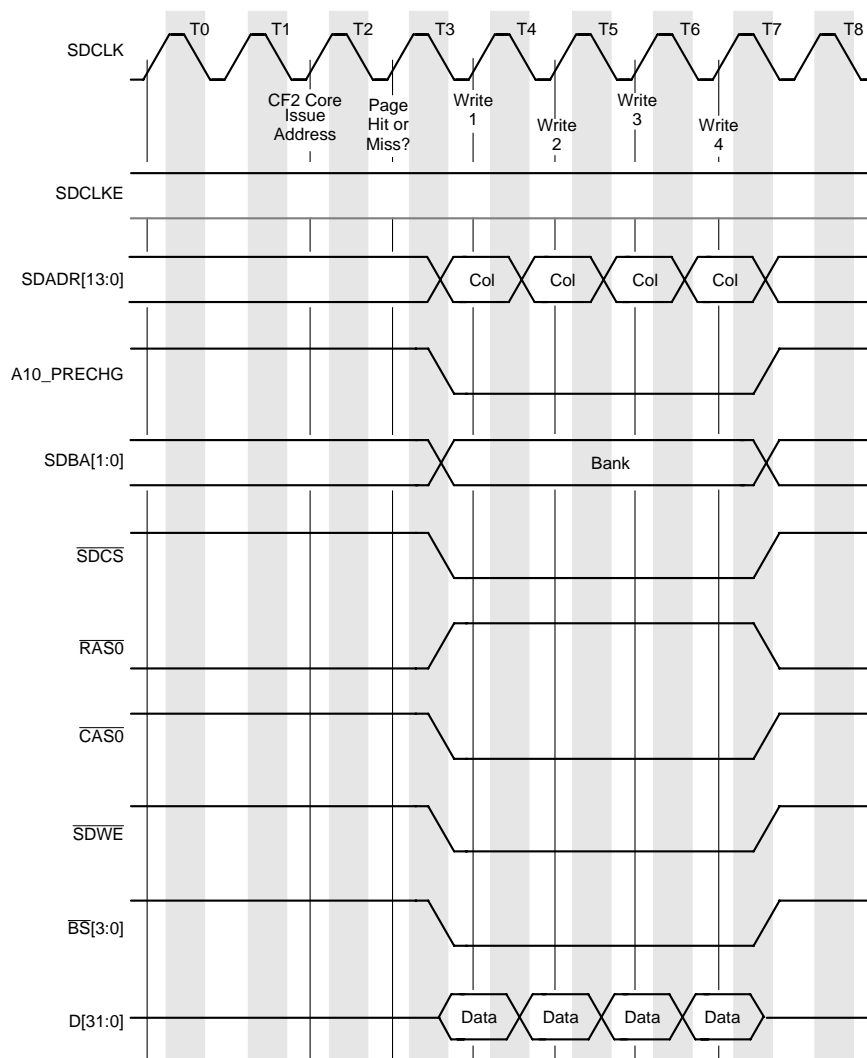 T0 T1 T2 T3 T4 T5 T6 T7 T8
SDCLK
CF2 Core
Issue
Address
Page
Hit or
Miss?
Write
1
Write
2
Write
3
Write
4
SDCLKE
SDADR[13:0] Col Col Col Col
A10_PRECHG
SDBA[1:0] Bank
SDCS
RAS0
CAS0
SDWE
BS[3:0]
D[31:0] Data Data Data Data